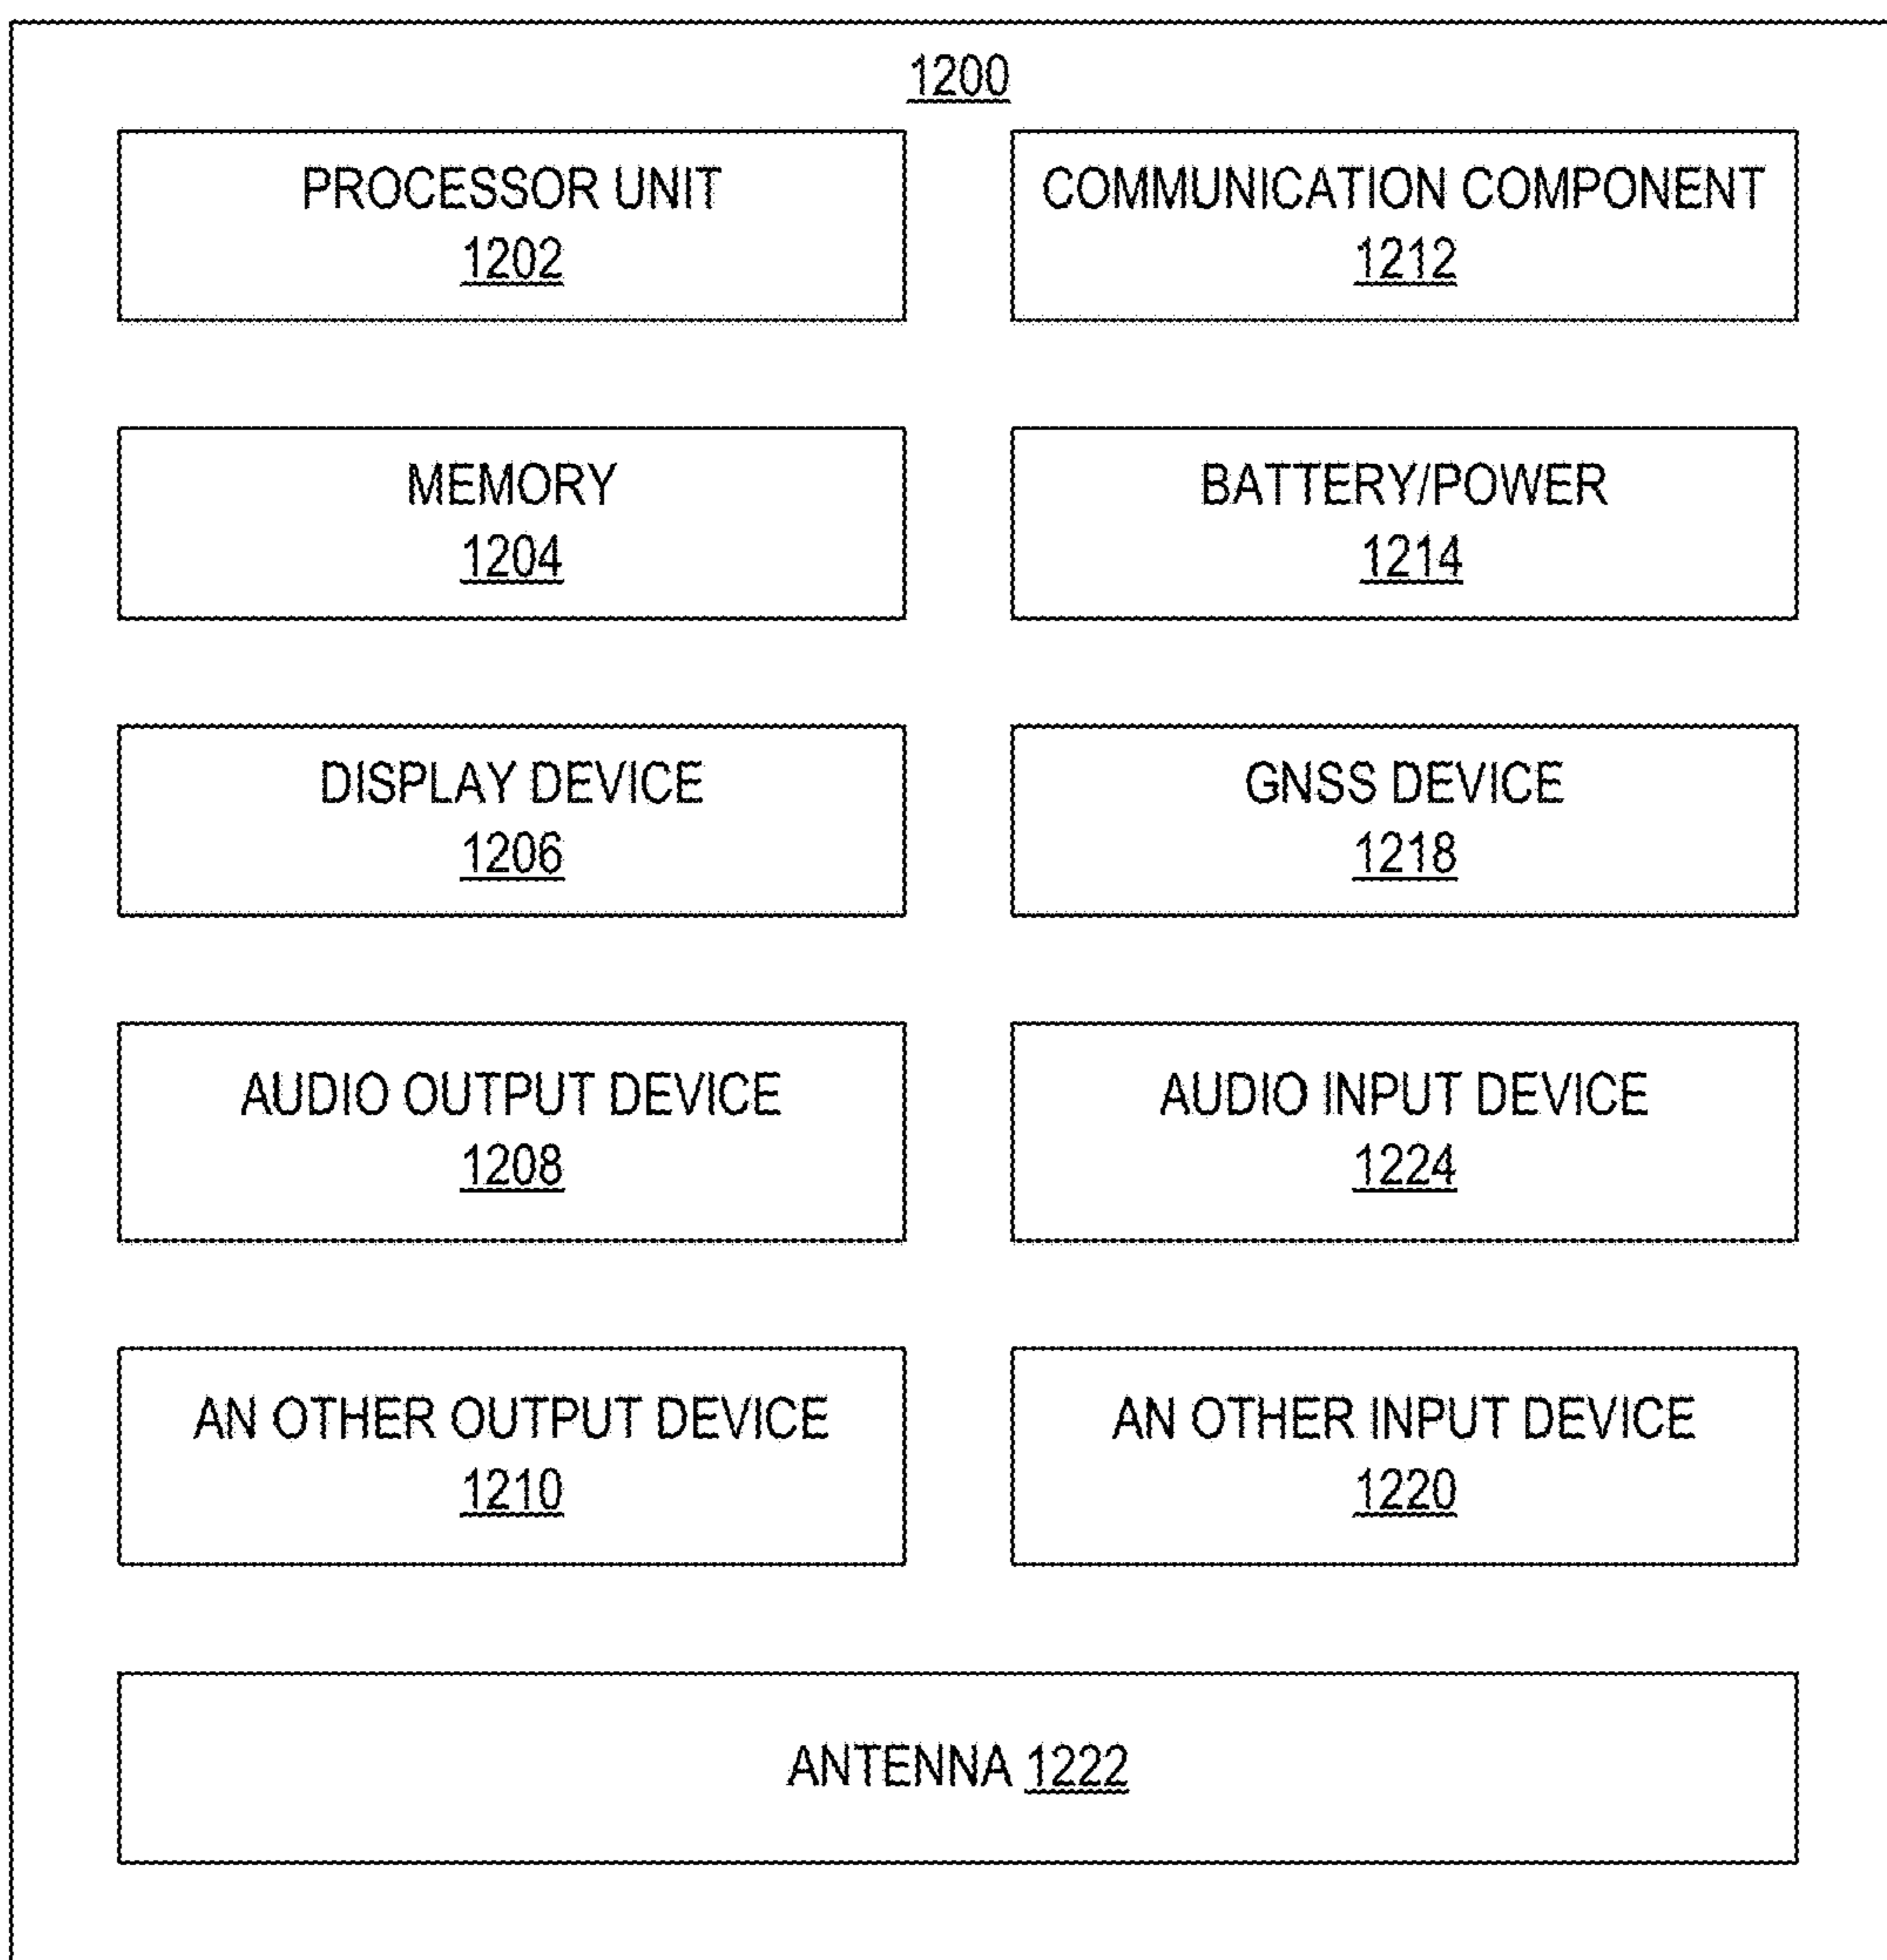 1200
PROCESSOR UNIT
1202
COMMUNICATION COMPONENT
1212
MEMORY
1204
BATTERY/POWER
1214
DISPLAY DEVICE
1206
GNSS DEVICE
1218
AUDIO OUTPUT DEVICE
1208
AUDIO INPUT DEVICE
1224
AN OTHER OUTPUT DEVICE
1210
AN OTHER INPUT DEVICE
1220
ANTENNA 1222